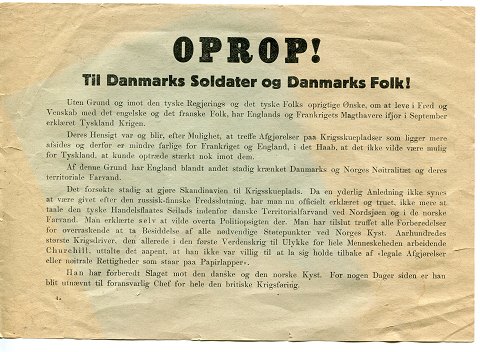 OPROP!
Til Danmarks Soldater og Danmarks Folk!
Uten Grund og imot den tyske Regjerings og det tyske Folks oprigtige Ønske, om at leve i Fred og
Venskab med det engelske og det franske Folk, har Englands og Frankrigets Magthavere ifjor i September
erklæret Tyskland Krigen.
Deres Hensigt var og blir, efter Mulighet, at treffe Afgjørelser paa Krigsskuepladser som ligger mere
afsides og derfor er mindre farlige for Frankriget og England, i det Haab, at det ikke vilde være mulig
for Tyskland, at kunde optræde stærkt nok imot dem.
Af denne Grund har England blandt andet stadig krænket Danmarks og Norges Nøitralitæt og deres
territoriale Farvand.
Det forsøkte stadig at gjøre Skandinavien til Krigsskueplads. Da en yderlig Anledning ikke synes
at være givet efter den russisk-finnske Fredsslutning, har man nu officielt erklæret og truet, ikke mere at
taale den tyske Handelsflaates Seilads indenfor danske Territorialfarvand ved Nordsjøen og i de norske
Farvand. Man erklærte selv at vilde overta Politiopsigten der. Man har tilslut truffet alle Forberedelser
for overraskende at ta Besiddelse af alle nødvendige Støtepunkter ved Norges Kyst. Aarhundredes
største Krigsdriver, den allerede i den første Verdenskrig til Ulykke for hele Menneskeheden arbeidende
Churchill, uttalte det aapent, at han ikke var villig til at la sig holde tilbake af «legale Afgjørelser
eller nøitrale Rettigheder som staar paa Papirlapper».
Han har forberedt Slaget mot den danske og den norske Kyst. For nogen Dager siden er han
blit utnævnt til foransvarlig Chef for hele den britiske Krigsføring.